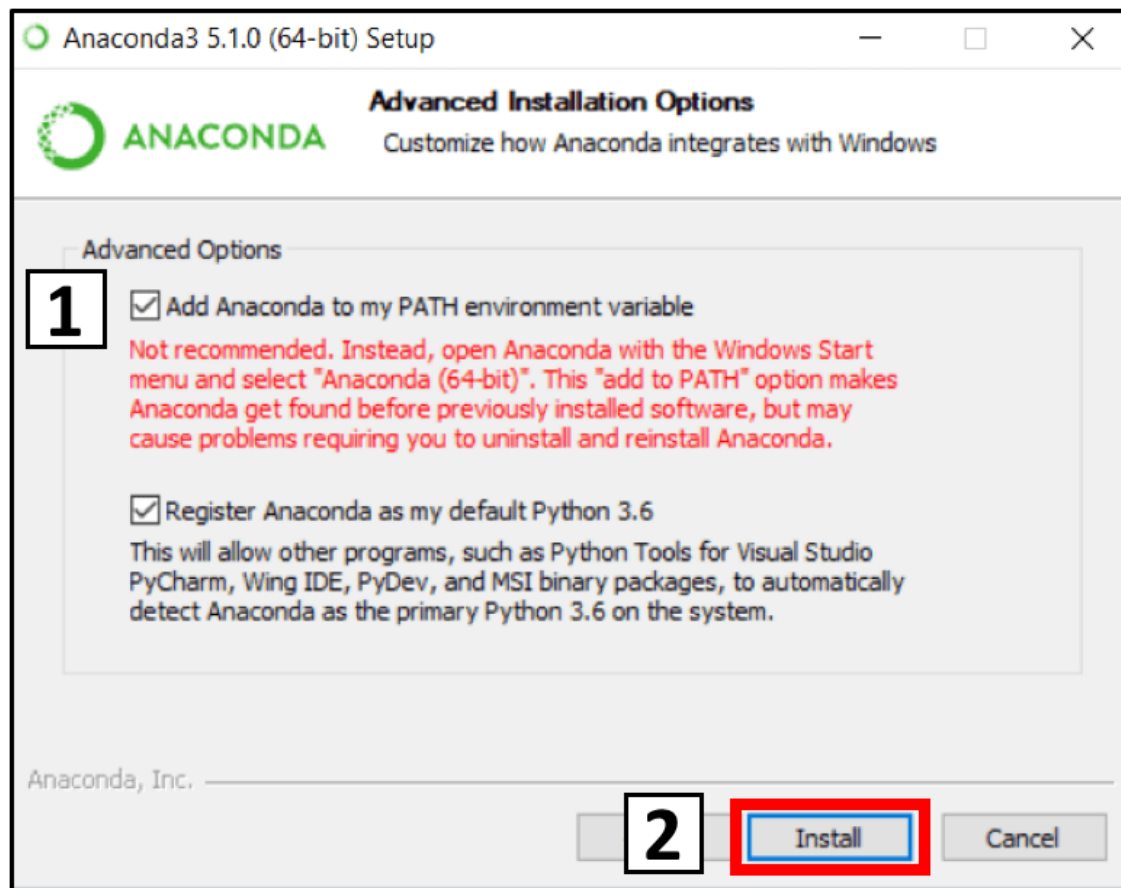 Anaconda3 5.1.0 (64-bit) Setup
ANACONDA
Advanced Installation Options
Customize how Anaconda integrates with Windows
Advanced Options
1
Add Anaconda to my PATH environment variable
Not recommended. Instead, open Anaconda with the Windows Start
menu and select "Anaconda (64-bit)". This "add to PATH" option makes
Anaconda get found before previously installed software, but may
cause problems requiring you to uninstall and reinstall Anaconda.
Register Anaconda as my default Python 3.6
This will allow other programs, such as Python Tools for Visual Studio
PyCharm, Wing IDE, PyDev, and MSI binary packages, to automatically
detect Anaconda as the primary Python 3.6 on the system.
Anaconda, Inc.
2
Install
Cancel